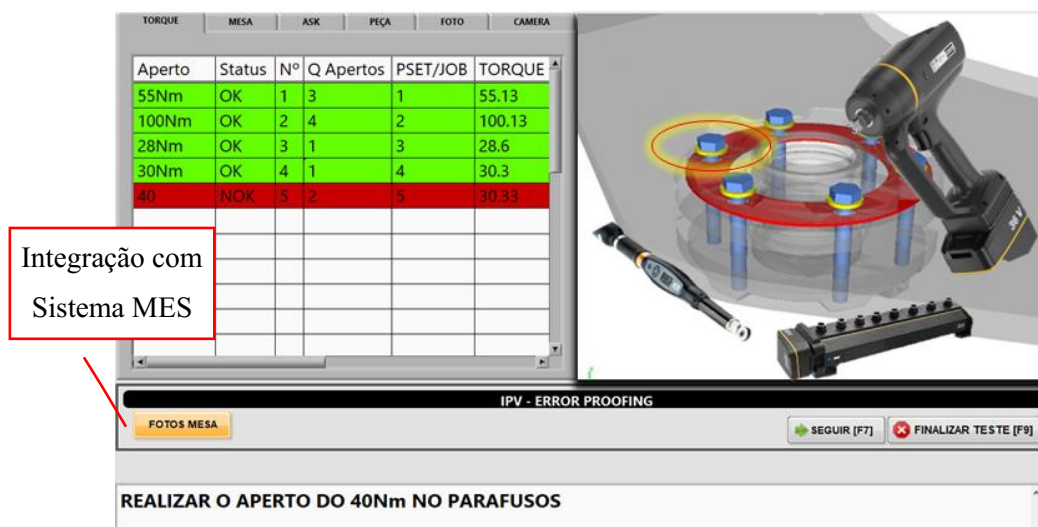 TORQUE MESA ASK PEÇA FOTO CAMERA
Aperto Status Nº Q Apertos PSET/JOB TORQUE
55Nm OK 1 3 1 55.13
100Nm OK 2 4 2 100.13
28Nm OK 3 1 3 28.6
30Nm OK 4 1 4 30.3
40 NOK 5 2 5 30.33
Integração com
Sistema MES
36 V
IPV - ERROR PROOFING
FOTOS MESA
SEGUIR [F7] FINALIZAR TESTE [F9]
REALIZAR O APERTO DO 40Nm NO PARAFUSOS